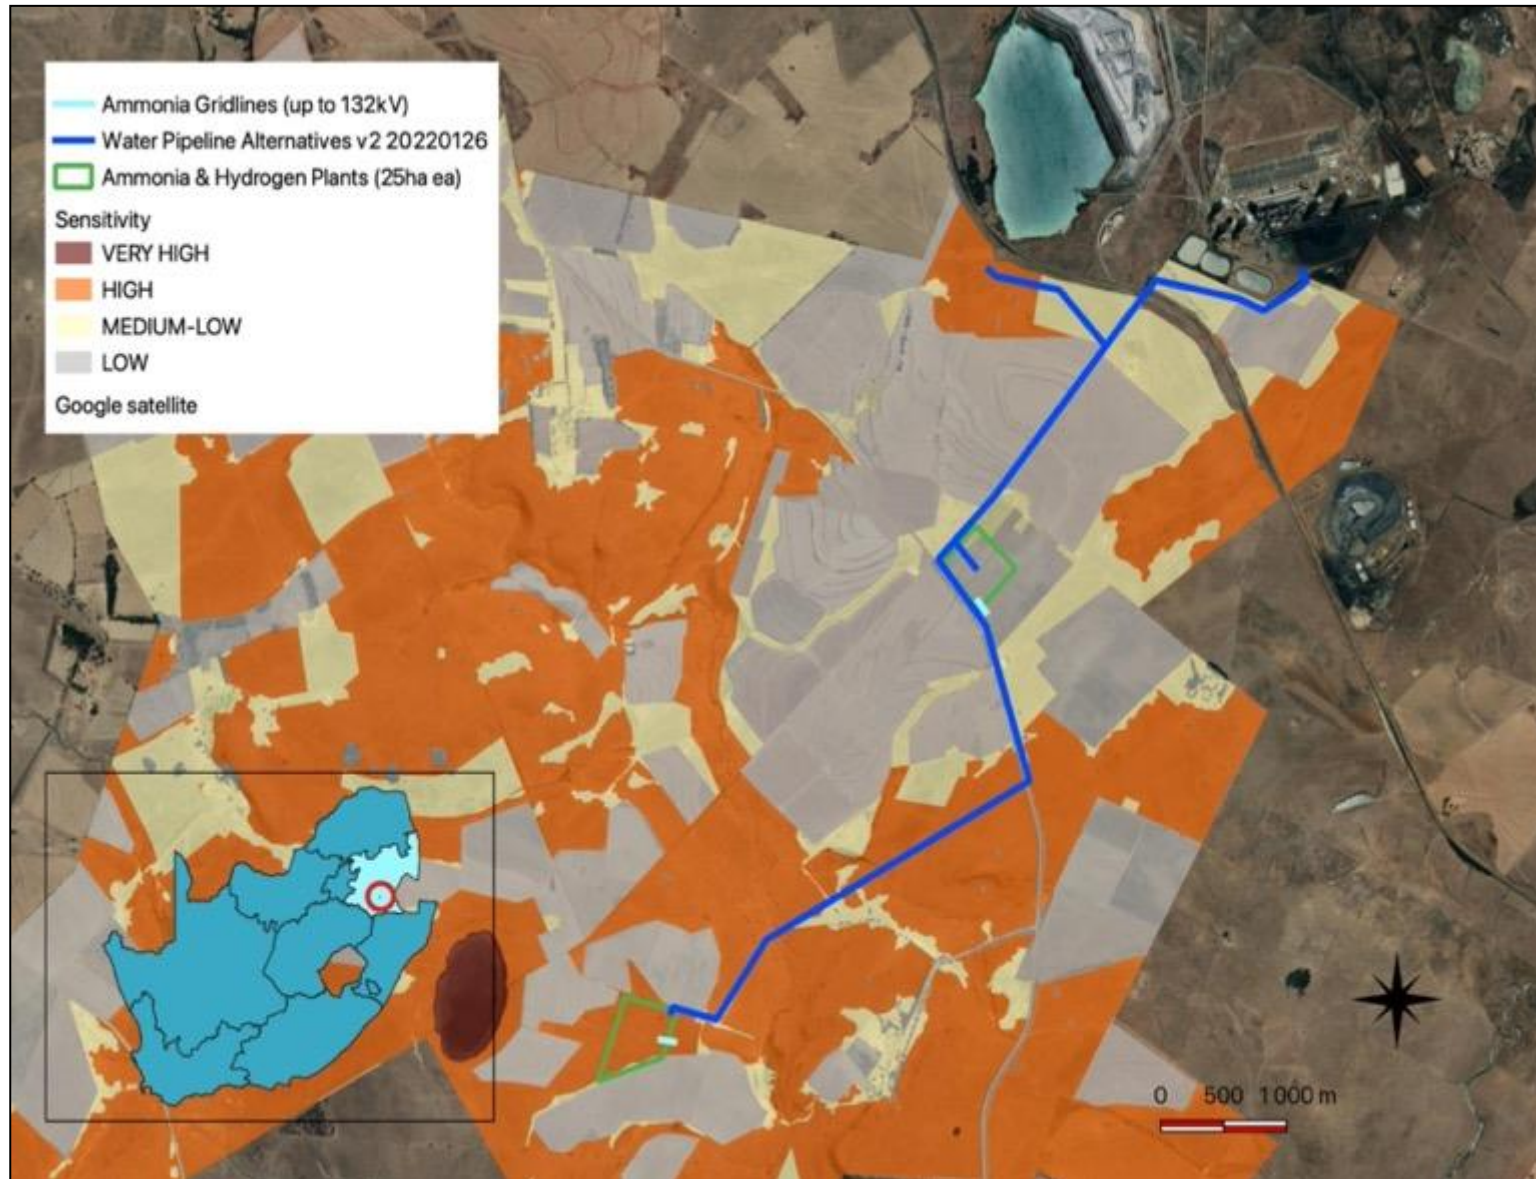 Ammonia Gridlines (up to 132kV)
Water Pipeline Alternatives v2 20220126
Ammonia & Hydrogen Plants (25ha ea)
Sensitivity
VERY HIGH
HIGH
MEDIUM-LOW
LOW
Google satellite
0 500 1000 m